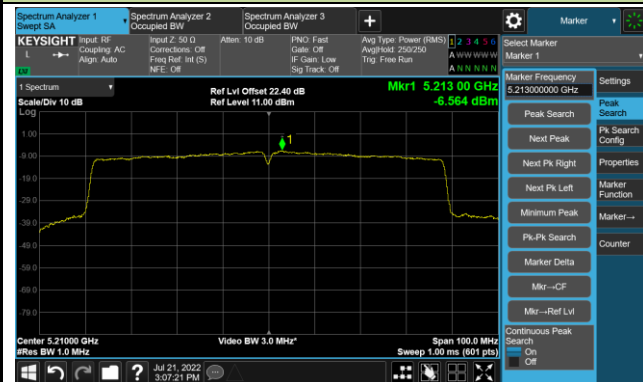 Spectrum Analyzer 1
Swept SA
Spectrum Analyzer 2
Occupied BW
Spectrum Analyzer 3
Occupied BW
+
Marker
KEYSIGHT
L
LXI
Input: RF
Coupling: AC
Align: Auto
Input Z: 50 Ω
Corrections: Off
Freq Ref: Int (S)
NFE: Off
Atten: 10 dB
PNO: Fast
Gate: Off
IF Gain: Low
Sig Track: Off
Avg Type: Power (RMS)
Avg|Hold: 250/250
Trig: Free Run
1 2 3 4 5 6
A W W W W W
A N N N N N
Select Marker
Marker 1
1 Spectrum
Scale/Div 10 dB
Log
Ref Lvl Offset 22.40 dB
Ref Level 11.00 dBm
Mkr1 5.213 00 GHz
-6.564 dBm
1.00
-9.00
-19.0
-29.0
-39.0
-49.0
-59.0
-69.0
-79.0
1
Center 5.21000 GHz
#Res BW 1.0 MHz
Video BW 3.0 MHz*
Span 100.0 MHz
Sweep 1.00 ms (601 pts)
Marker Frequency
5.213000000 GHz
Peak Search
Next Peak
Next Pk Right
Next Pk Left
Minimum Peak
Pk-Pk Search
Marker Delta
Mkr→CF
Mkr→Ref Lvl
Continuous Peak
Search
On
Off
Settings
Peak
Search
Pk Search
Config
Properties
Marker
Function
Marker→
Counter
?
Jul 21, 2022
3:07:21 PM